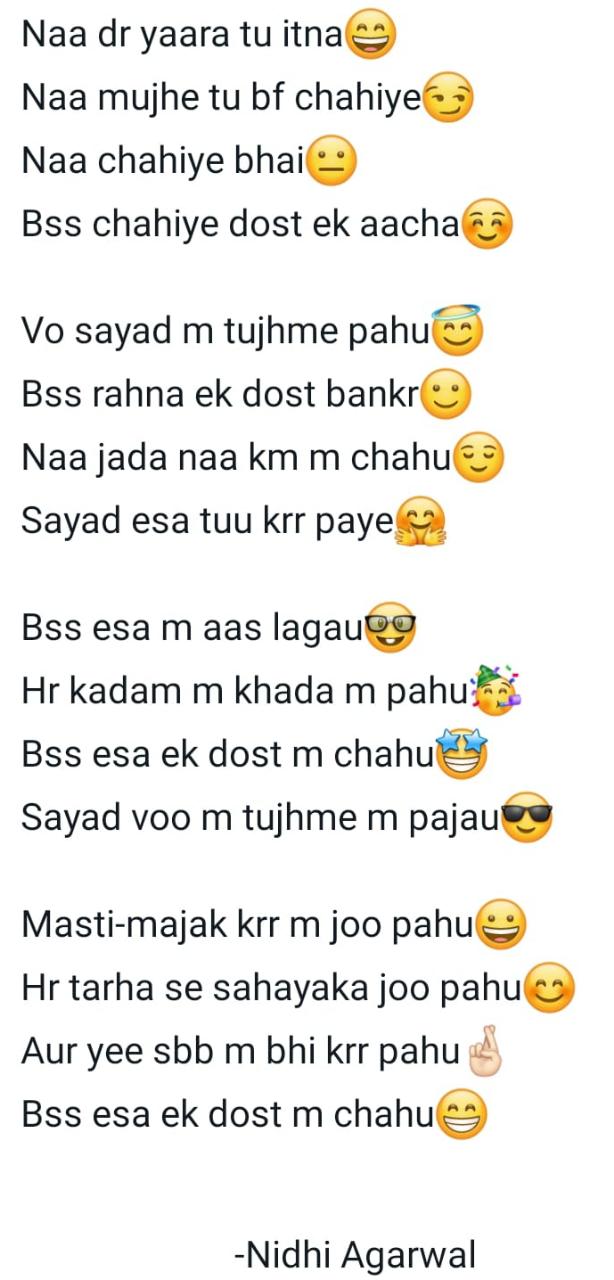 Naa dr yaara tu itna😄
Naa mujhe tu bf chahiye😏
Naa chahiye bhai😐
Bss chahiye dost ek aacha☺️
Vo sayad m tujhme pahu😇
Bss rahna ek dost bankr🙂
Naa jada naa km m chahu😌
Sayad esa tuu krr paye🤗
Bss esa m aas lagau🤓
Hr kadam m khada m pahu🥳
Bss esa ek dost m chahu🤩
Sayad voo m tujhme m pajau😎
Masti-majak krr m joo pahu😀
Hr tarha se sahayaka joo pahu😊
Aur yee sbb m bhi krr pahu🤞🏻
Bss esa ek dost m chahu😁
-Nidhi Agarwal